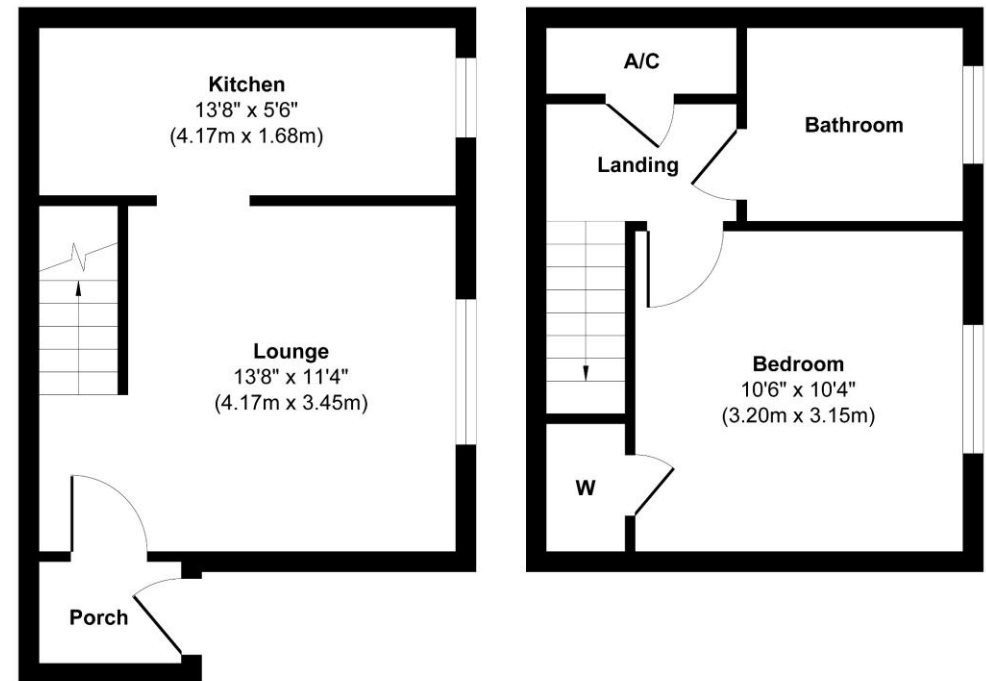 Kitchen
13'8" x 5'6"
(4.17m x 1.68m)
Lounge
13'8" x 11'4"
(4.17m x 3.45m)
Porch
A/C
Landing
Bathroom
Bedroom
10'6" x 10'4"
(3.20m x 3.15m)
W